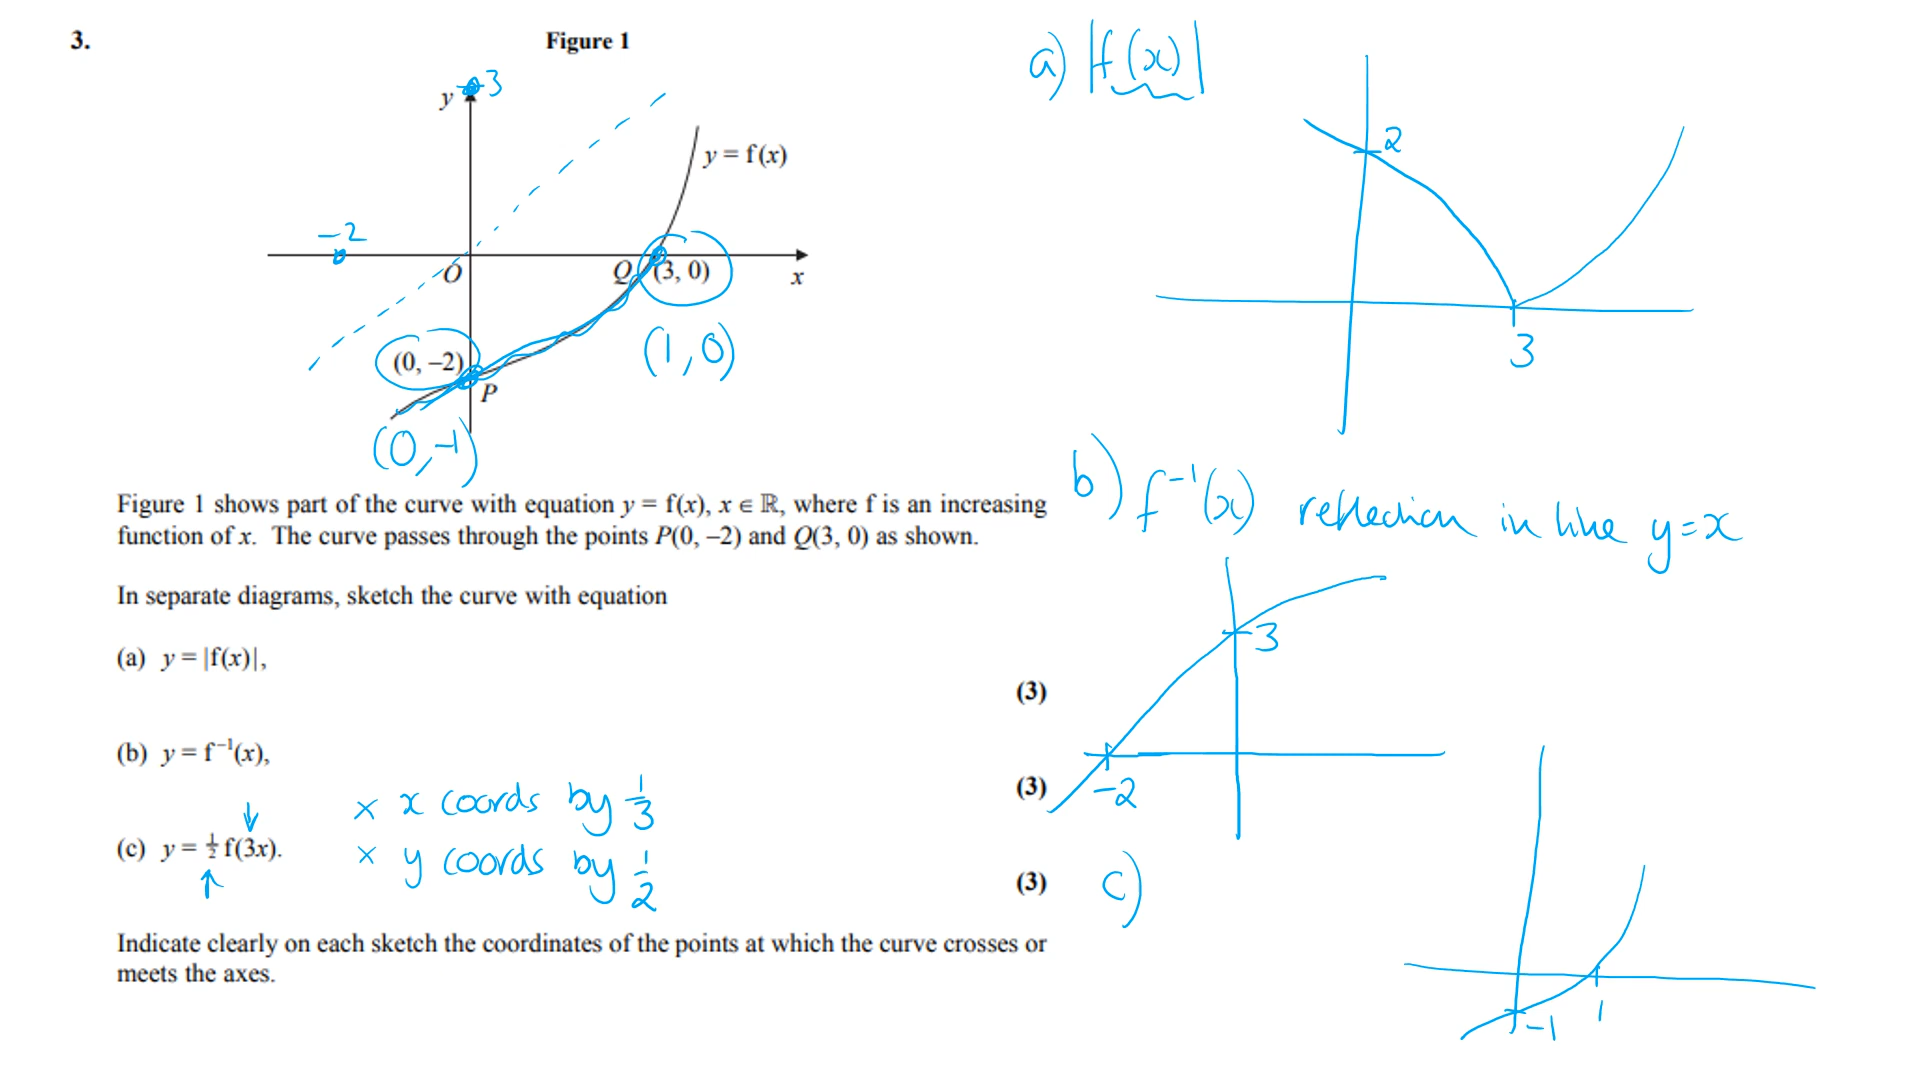 3.
Figure 1
y
3
y = f(x)
-2
O
Q (3, 0)
x
(0, –2)
P
(1, 0)
(0, -1)
Figure 1 shows part of the curve with equation y = f(x), x ∈ ℝ, where f is an increasing
function of x. The curve passes through the points P(0, –2) and Q(3, 0) as shown.
In separate diagrams, sketch the curve with equation
(a) y = |f(x)|,
(3)
(b) y = f⁻¹(x),
(3)
(c) y = ½ f(3x).
(3)
× x coords by 1/3
× y coords by 1/2
Indicate clearly on each sketch the coordinates of the points at which the curve crosses or
meets the axes.
a) |f(x)|
2
3
b) f⁻¹(x) reflection in line y=x
3
-2
c)
-1
1